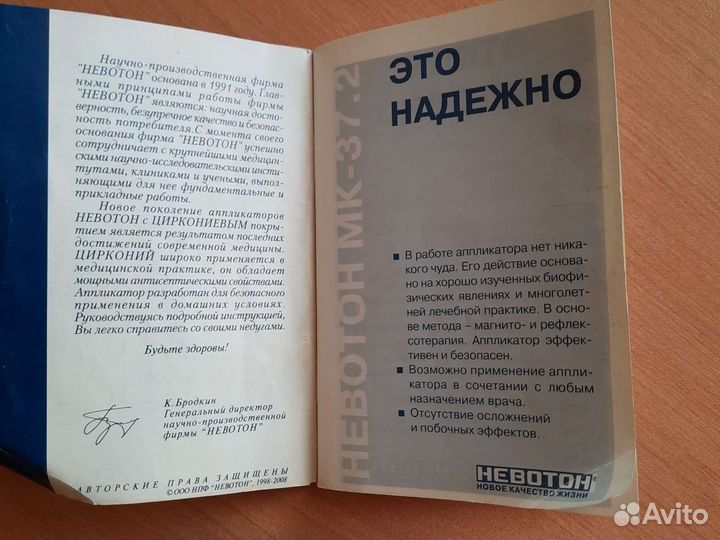 Научно-производственная фирма
"НЕВОТОН" основана в 1991 году. Глав-
ными принципами работы фирмы
"НЕВОТОН" являются: научная досто-
верность, безупречное качество и безопас-
ность потребителя. С момента своего
основания фирма "НЕВОТОН" успешно
сотрудничает с крупнейшими медицин-
скими научно-исследовательскими инсти-
тутами, клиниками и учеными, выпол-
няющими для нее фундаментальные и
прикладные работы.
Новое поколение аппликаторов
НЕВОТОН с ЦИРКОНИЕВЫМ покры-
тием является результатом последних
достижений современной медицины.
ЦИРКОНИЙ широко применяется в
медицинской практике, он обладает
мощными антисептическими свойствами.
Аппликатор разработан для безопасного
применения в домашних условиях.
Руководствуясь подробной инструкцией,
Вы легко справитесь со своими недугами.
Будьте здоровы!
К. Бродкин
Генеральный директор
научно-производственной
фирмы "НЕВОТОН"
АВТОРСКИЕ ПРАВА ЗАЩИЩЕНЫ
© ООО НПФ "НЕВОТОН", 1998-2008
НЕВОТОН МК-37.2
ЭТО
НАДЕЖНО
В работе аппликатора нет ника-
кого чуда. Его действие основа-
но на хорошо изученных биофи-
зических явлениях и многолет-
ней лечебной практике. В осно-
ве метода – магнито- и рефлек-
сотерапия. Аппликатор эффек-
тивен и безопасен.
Возможно применение аппли-
катора в сочетании с любым
назначением врача.
Отсутствие осложнений
и побочных эффектов.
НЕВОТОН®
НОВОЕ КАЧЕСТВО ЖИЗНИ
Avito